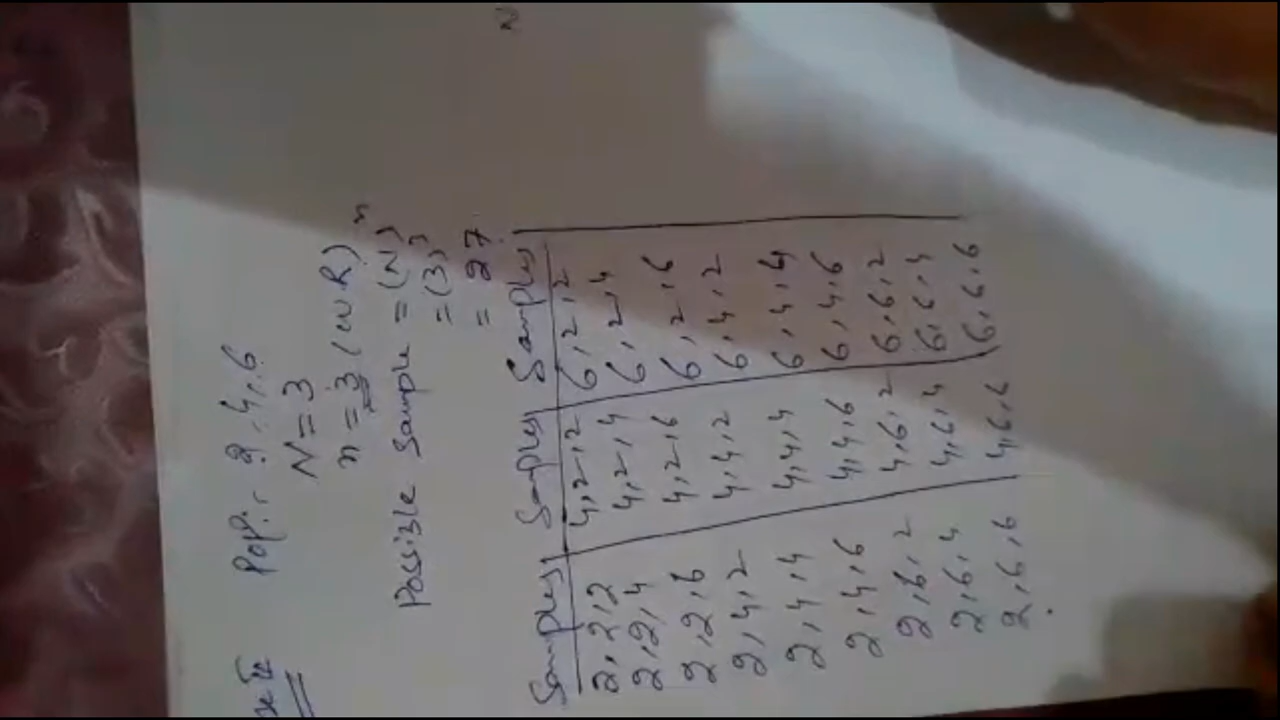 Pop: 2,4,6
N = 3
n = 3 (WR)
Possible Sample = (N)ⁿ
= (3)³
= 27
Samples Samples Samples
2,2,2 4,2,2 6,2,2
2,2,4 4,2,4 6,2,4
2,2,6 4,2,6 6,2,6
2,4,2 4,4,2 6,4,2
2,4,4 4,4,4 6,4,4
2,4,6 4,4,6 6,4,6
2,6,2 4,6,2 6,6,2
2,6,4 4,6,4 6,6,4
2,6,6 4,6,6 6,6,6